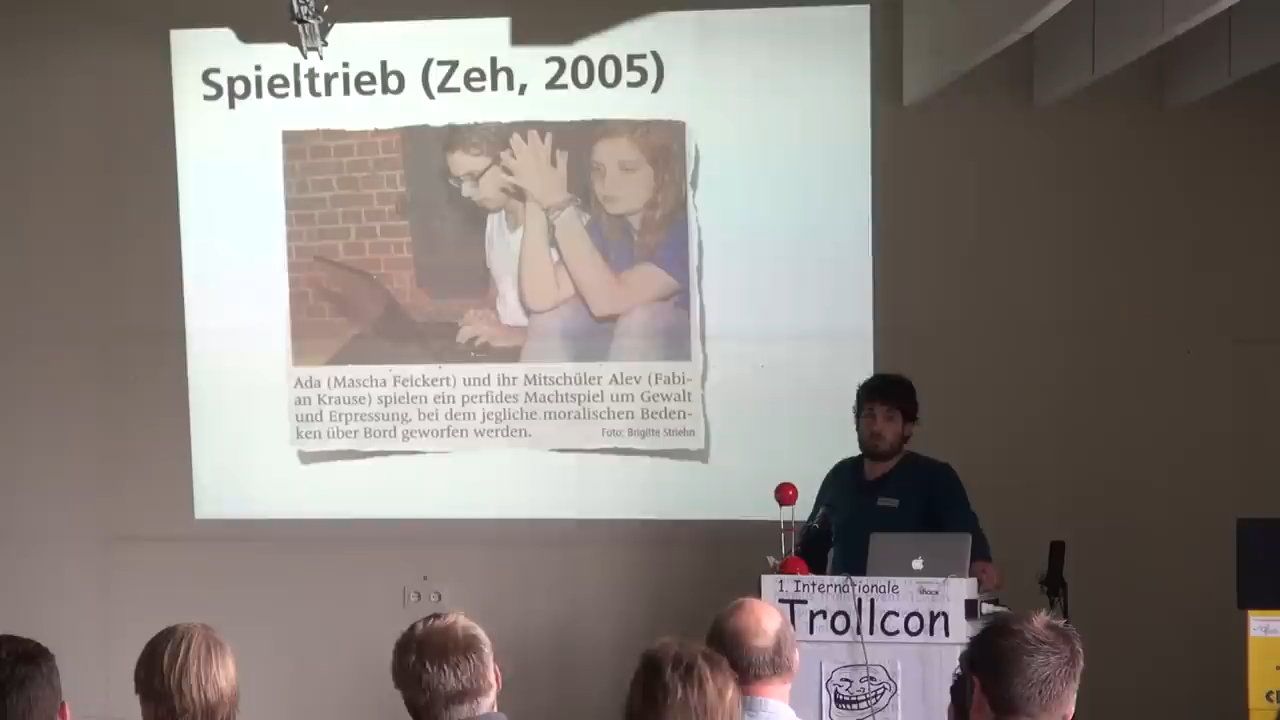 Spieltrieb (Zeh, 2005)
Ada (Mascha Feickert) und ihr Mitschüler Alev (Fabi-
an Krause) spielen ein perfides Machtspiel um Gewalt
und Erpressung, bei dem jegliche moralischen Beden-
ken über Bord geworfen werden.
Foto: Brigitte Striehn
1. Internationale
shack
Trollcon